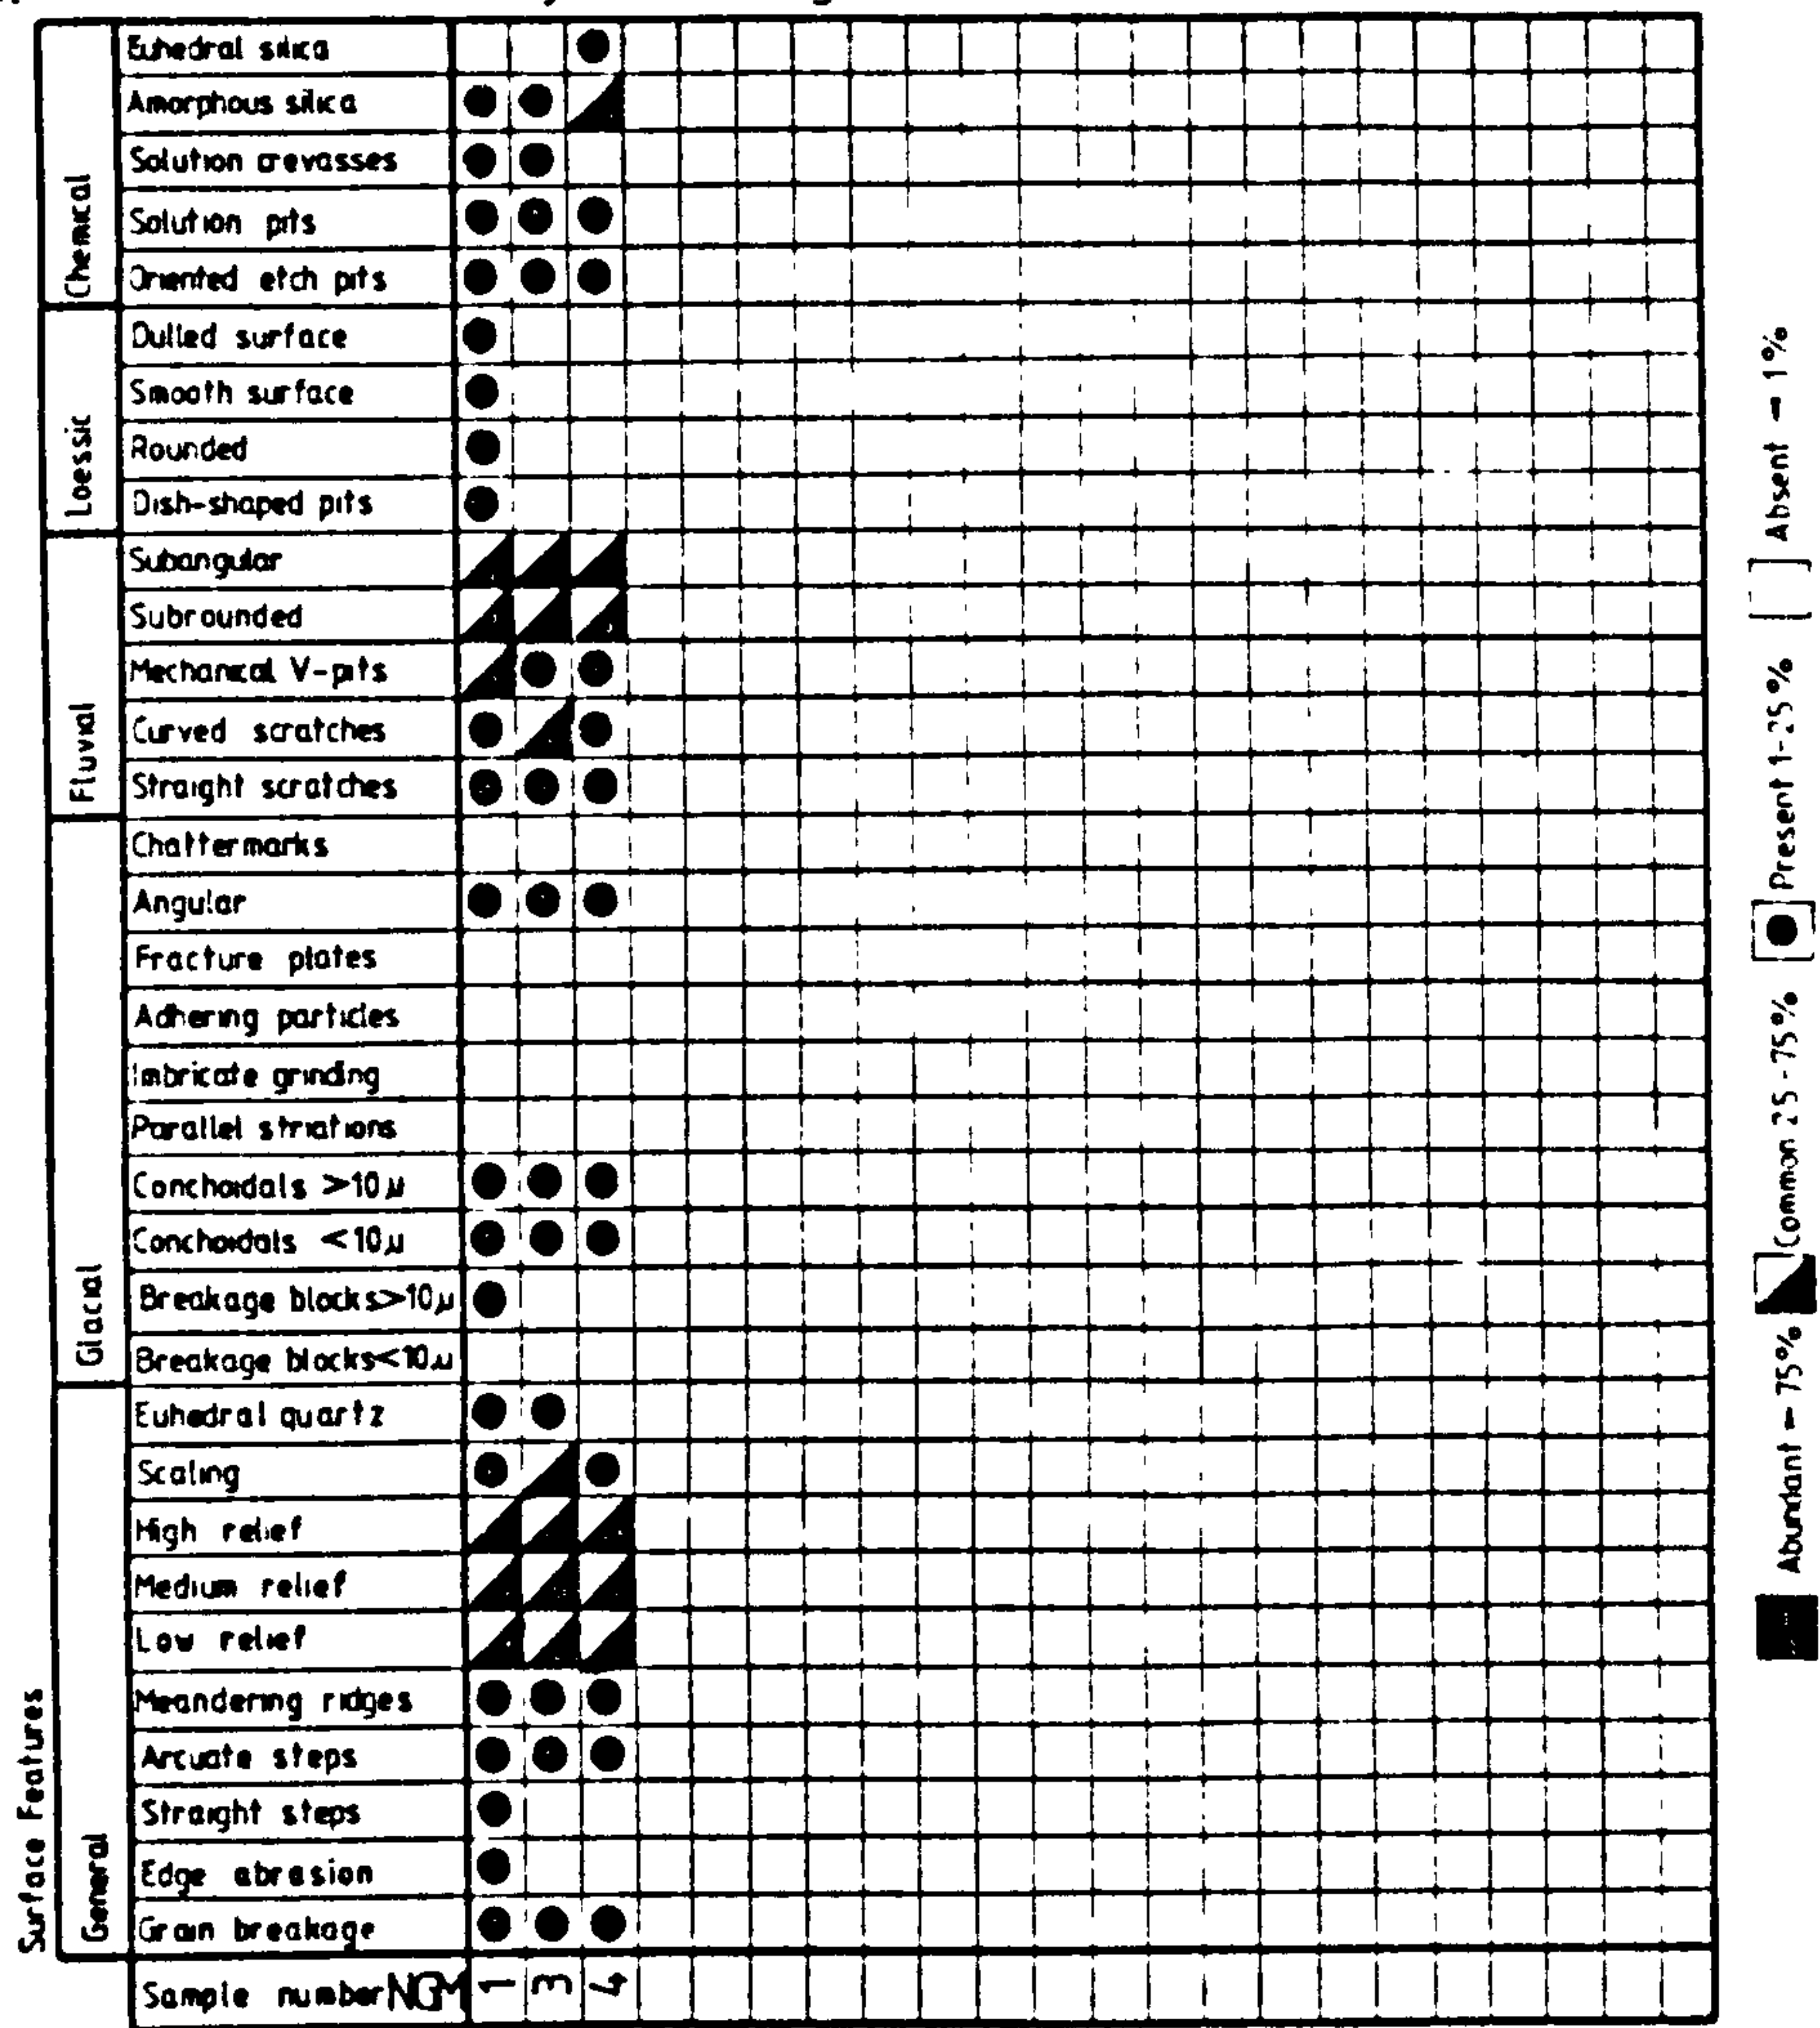 Euhedral silica
Amorphous silica
Solution crevasses
Solution pits
Oriented etch pits
Chemical
Dulled surface
Smooth surface
Rounded
Dish-shaped pits
Loessic
Subangular
Subrounded
Mechanical V-pits
Curved scratches
Straight scratches
Fluvial
Chattermarks
Angular
Fracture plates
Adhering particles
Imbricate grinding
Parallel striations
Conchoidals >10µ
Conchoidals <10µ
Breakage blocks>10µ
Breakage blocks<10µ
Glacial
Euhedral quartz
Scaling
High relief
Medium relief
Low relief
Meandering ridges
Arcuate steps
Straight steps
Edge abrasion
Grain breakage
General
Surface Features
Sample number NGM 1 3 4
Abundant - 75% Common 25-75% Present 1-25% Absent - 1%